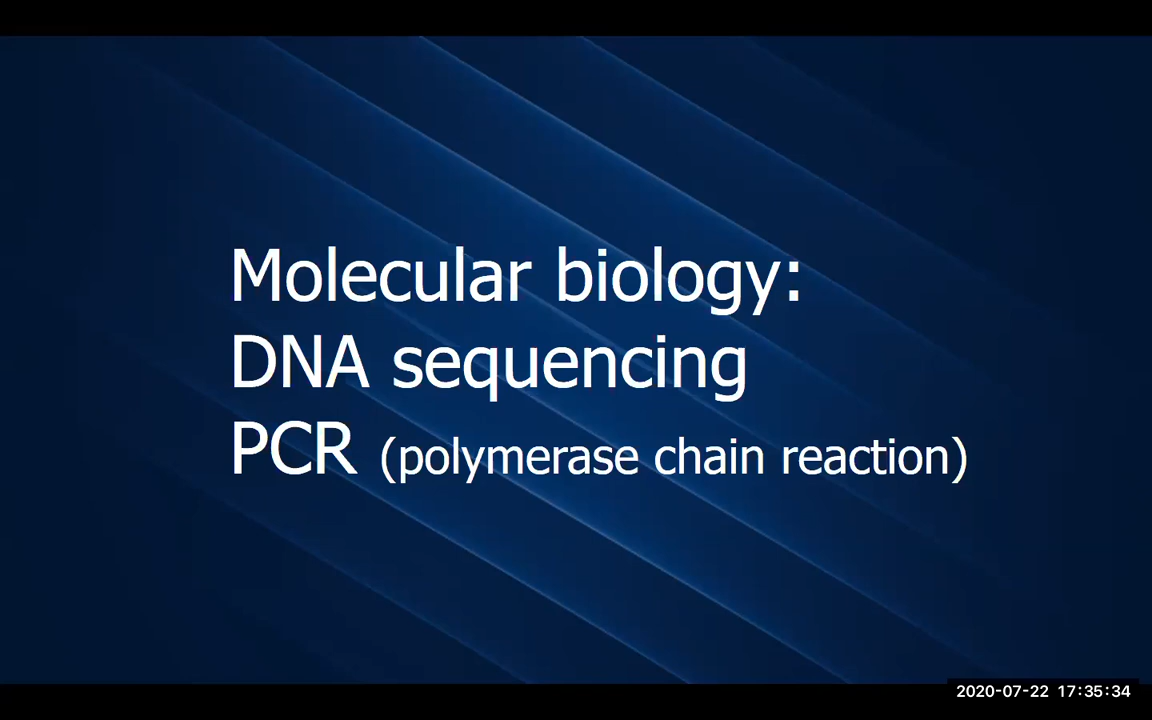 Molecular biology:
DNA sequencing
PCR (polymerase chain reaction)
2020-07-22 17:35:34